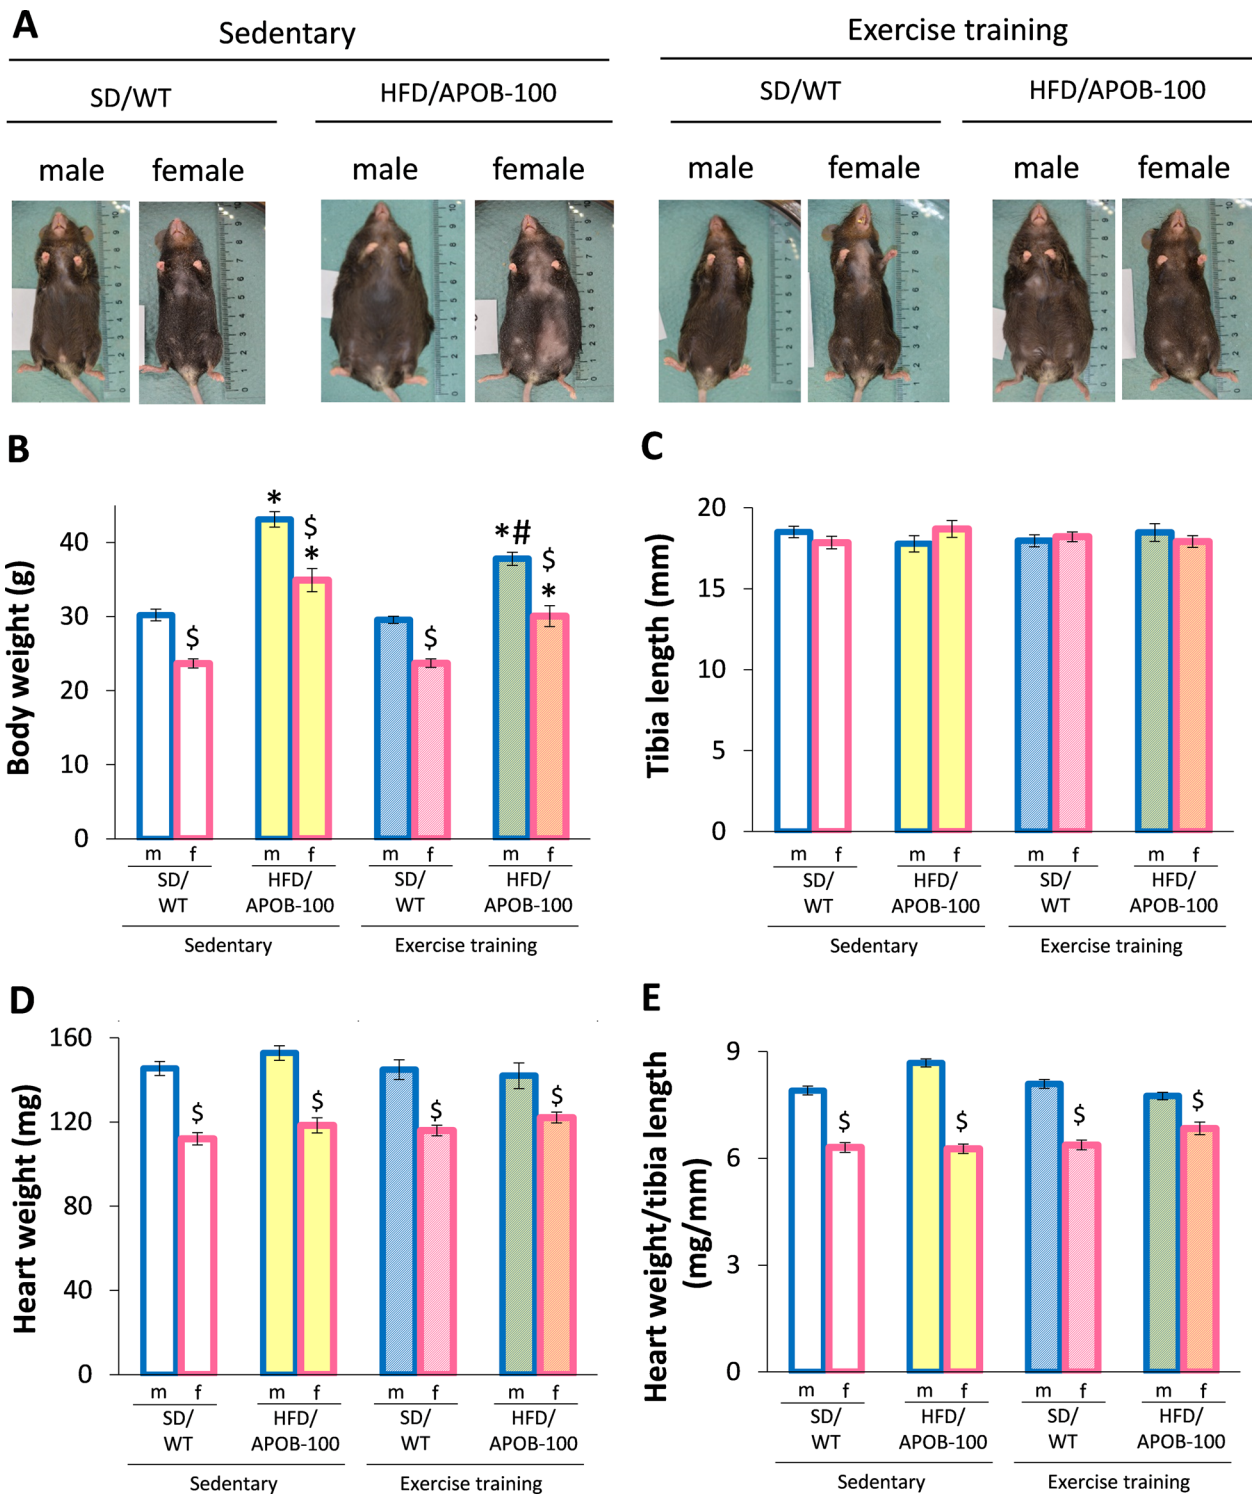 A
Sedentary
Exercise training
SD/WT
HFD/APOB-100
SD/WT
HFD/APOB-100
male
female
male
female
male
female
male
female
B
Body weight (g)
40
30
20
10
0
$
*
$
*
$
*#
$
*
m f m f m f m f
SD/ HFD/ SD/ HFD/
WT APOB-100 WT APOB-100
Sedentary Exercise training
C
Tibia length (mm)
20
15
10
5
0
m f m f m f m f
SD/ HFD/ SD/ HFD/
WT APOB-100 WT APOB-100
Sedentary Exercise training
D
Heart weight (mg)
160
120
80
40
0
$ $ $ $
m f m f m f m f
SD/ HFD/ SD/ HFD/
WT APOB-100 WT APOB-100
Sedentary Exercise training
E
Heart weight/tibia length
(mg/mm)
9
6
3
0
$ $ $ $
m f m f m f m f
SD/ HFD/ SD/ HFD/
WT APOB-100 WT APOB-100
Sedentary Exercise training